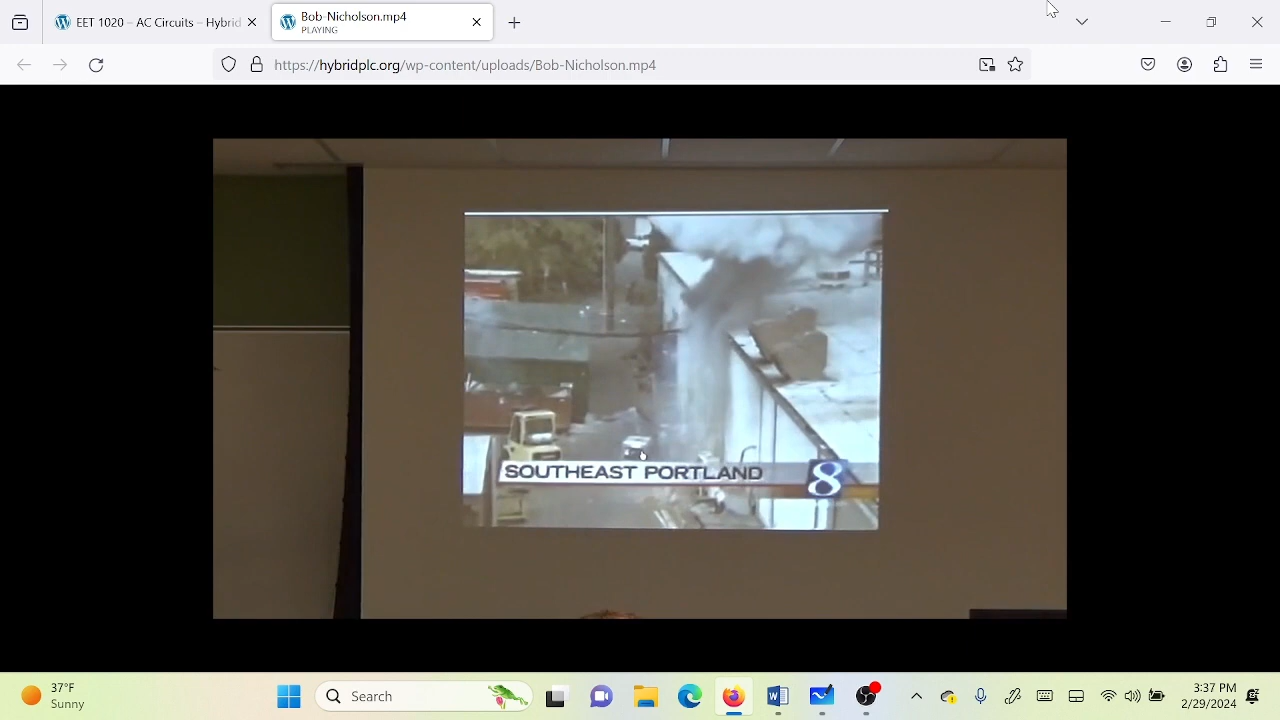 EET 1020 – AC Circuits – Hybrid
Bob-Nicholson.mp4
PLAYING
https://hybridplc.org/wp-content/uploads/Bob-Nicholson.mp4
SOUTHEAST PORTLAND
8
37°F
Sunny
Search
3:37 PM
2/29/2024